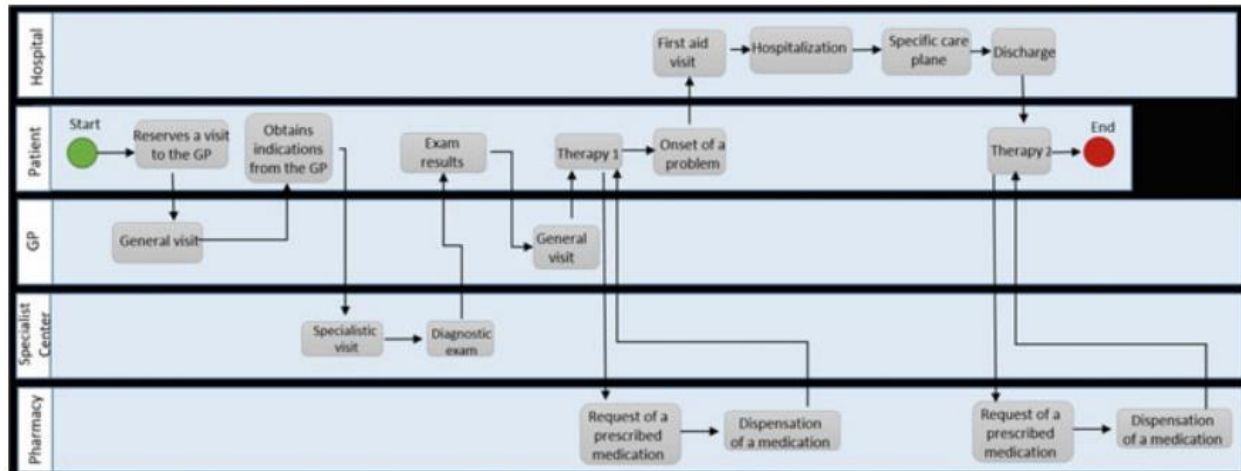 Hospital
First aid
visit
Hospitalization
Specific care
plane
Discharge
Patient
Start
Reserves a visit
to the GP
Obtains
indications
from the GP
Exam
results
Therapy 1
Onset of a
problem
Therapy 2
End
GP
General visit
General
visit
Specialist
Center
Specialistic
visit
Diagnostic
exam
Pharmacy
Request of a
prescribed
medication
Dispensation
of a medication
Request of a
prescribed
medication
Dispensation
of a medication